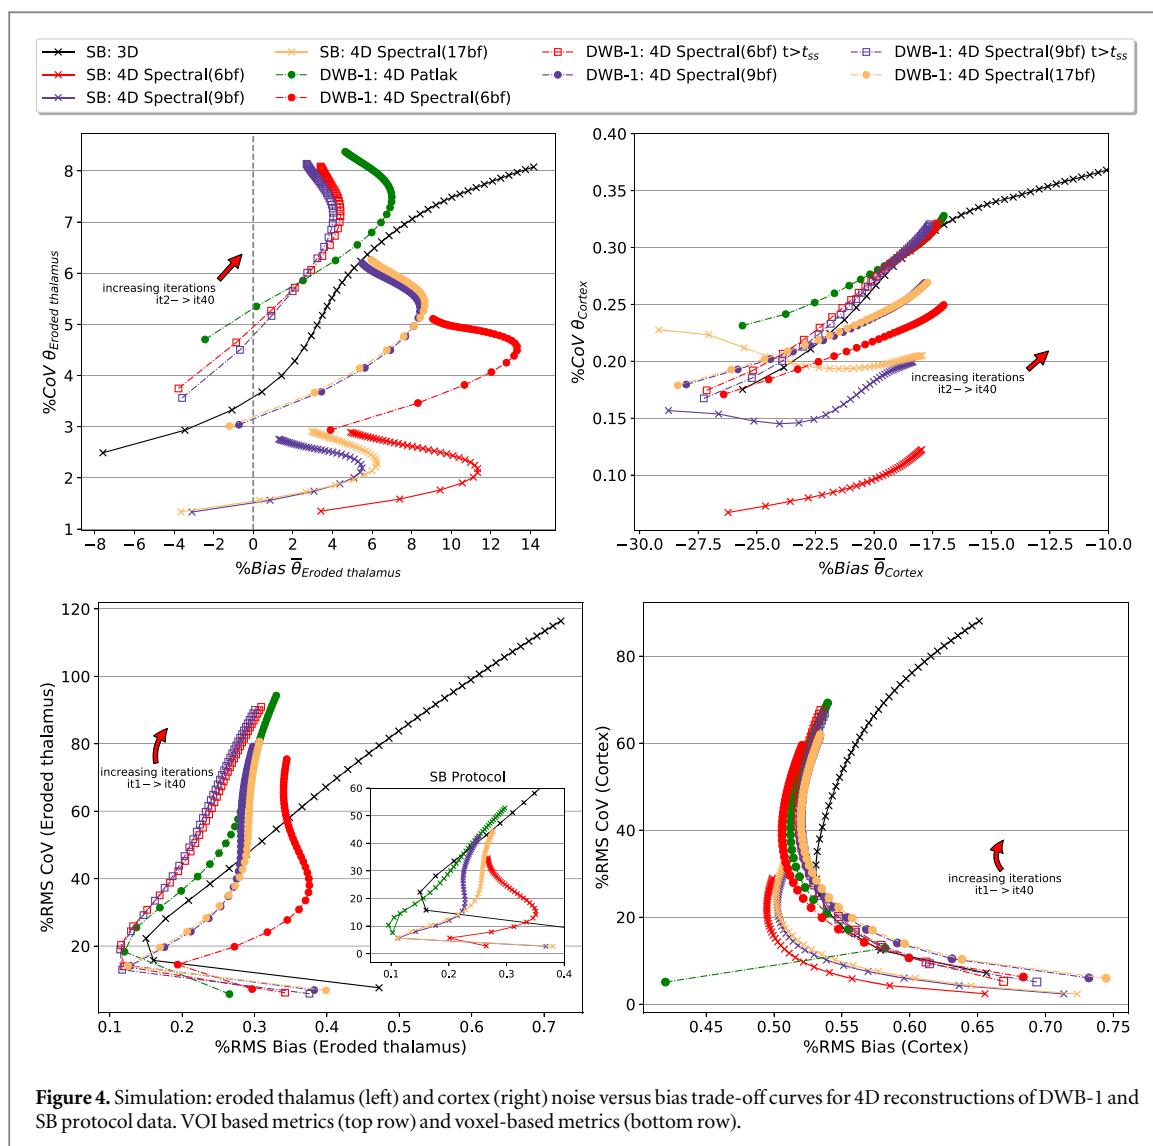 SB: 3D
SB: 4D Spectral(6bf)
SB: 4D Spectral(9bf)
SB: 4D Spectral(17bf)
DWB-1: 4D Patlak
DWB-1: 4D Spectral(6bf)
DWB-1: 4D Spectral(6bf) t>tss
DWB-1: 4D Spectral(9bf)
DWB-1: 4D Spectral(9bf) t>tss
DWB-1: 4D Spectral(17bf)
%CoV θEroded thalamus
8
7
6
5
4
3
2
1
increasing iterations
it2−> it40
−8 −6 −4 −2 0 2 4 6 8 10 12 14
%Bias θ̅Eroded thalamus
%CoV θCortex
0.40
0.35
0.30
0.25
0.20
0.15
0.10
increasing iterations
it2−> it40
−30.0 −27.5 −25.0 −22.5 −20.0 −17.5 −15.0 −12.5 −10.0
%Bias θ̅Cortex
%RMS CoV (Eroded thalamus)
120
100
80
60
40
20
0
increasing iterations
it1−> it40
SB Protocol
60
50
40
30
20
10
0
0.1 0.2 0.3 0.4
0.1 0.2 0.3 0.4 0.5 0.6 0.7
%RMS Bias (Eroded thalamus)
%RMS CoV (Cortex)
80
60
40
20
0
increasing iterations
it1−> it40
0.45 0.50 0.55 0.60 0.65 0.70 0.75
%RMS Bias (Cortex)
Figure 4. Simulation: eroded thalamus (left) and cortex (right) noise versus bias trade-off curves for 4D reconstructions of DWB-1 and
SB protocol data. VOI based metrics (top row) and voxel-based metrics (bottom row).